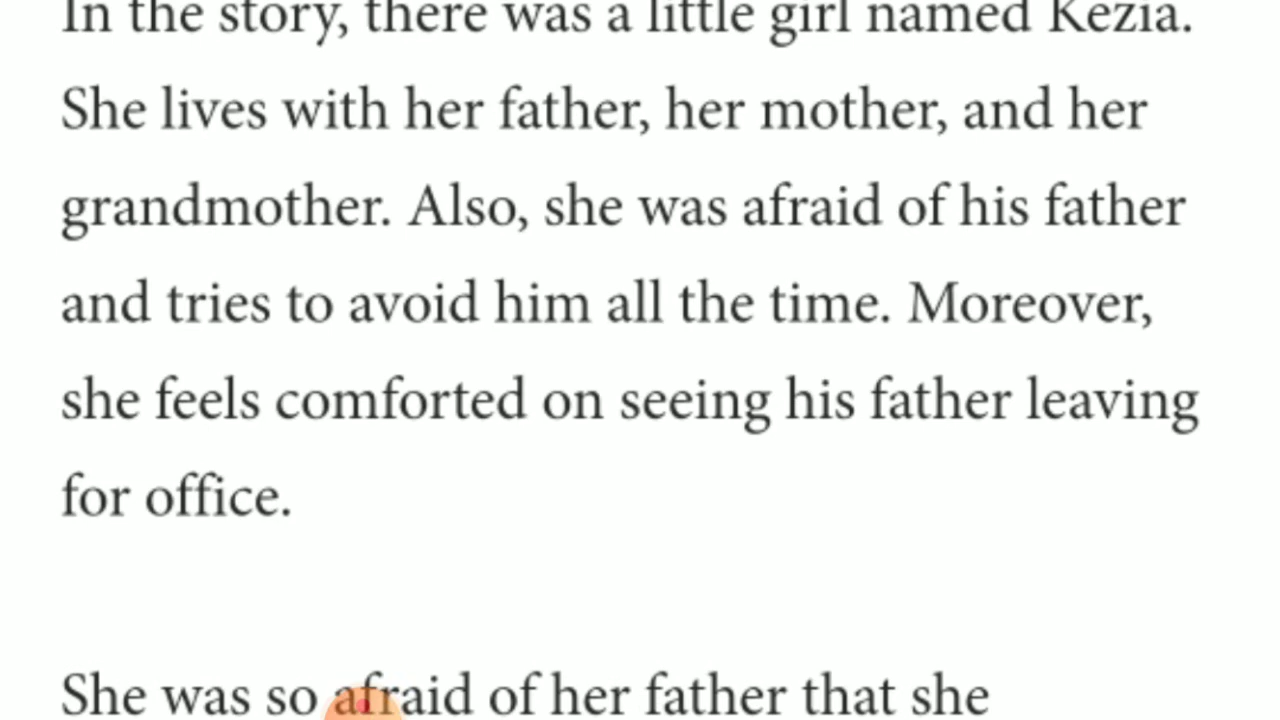 In the story, there was a little girl named Kezia.
She lives with her father, her mother, and her
grandmother. Also, she was afraid of his father
and tries to avoid him all the time. Moreover,
she feels comforted on seeing his father leaving
for office.
She was so afraid of her father that she